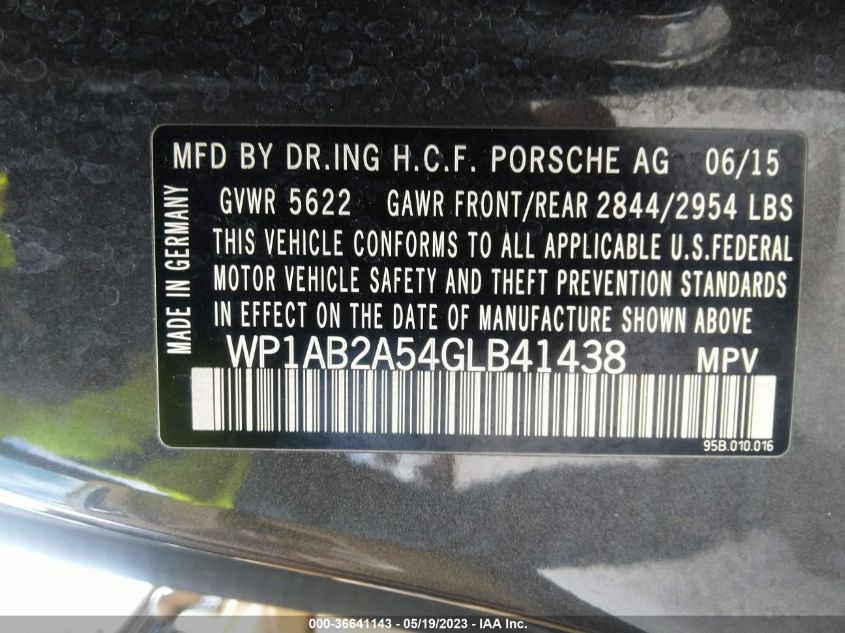 MFD BY DR.ING H.C.F. PORSCHE AG 06/15
GVWR 5622 GAWR FRONT/REAR 2844/2954 LBS
THIS VEHICLE CONFORMS TO ALL APPLICABLE U.S.FEDERAL
MOTOR VEHICLE SAFETY AND THEFT PREVENTION STANDARDS
IN EFFECT ON THE DATE OF MANUFACTURE SHOWN ABOVE
MADE IN GERMANY
WP1AB2A54GLB41438 MPV
95B.010.016
000-36641143 - 05/19/2023 - IAA Inc.